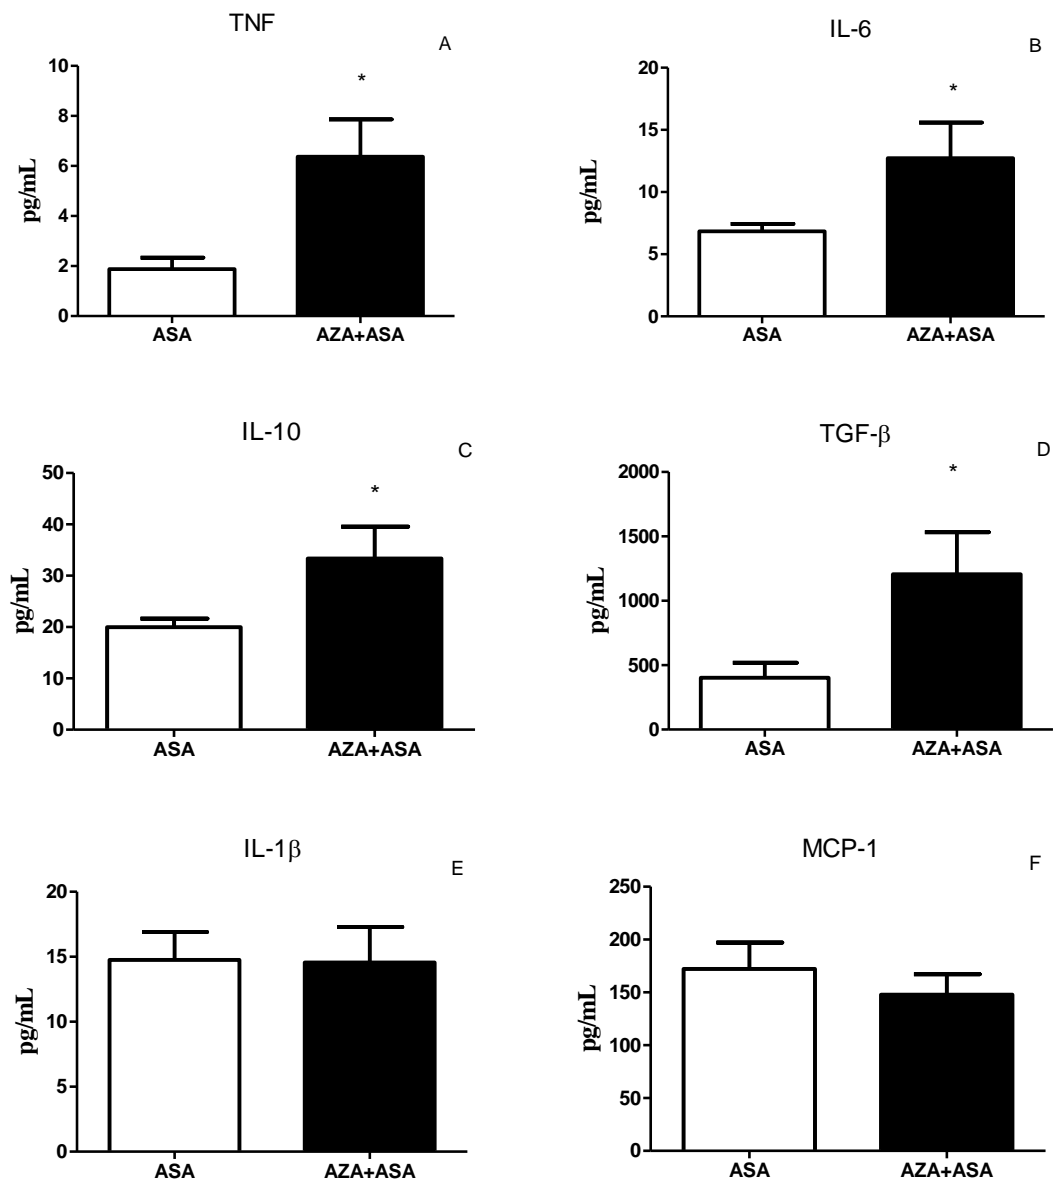 TNF
A
10
8
6
4
2
0
pg/mL
*
ASA
AZA+ASA
IL-6
B
20
15
10
5
0
pg/mL
*
ASA
AZA+ASA
IL-10
C
50
40
30
20
10
0
pg/mL
*
ASA
AZA+ASA
TGF-β
D
2000
1500
1000
500
0
pg/mL
*
ASA
AZA+ASA
IL-1β
E
20
15
10
5
0
pg/mL
ASA
AZA+ASA
MCP-1
F
250
200
150
100
50
0
pg/mL
ASA
AZA+ASA